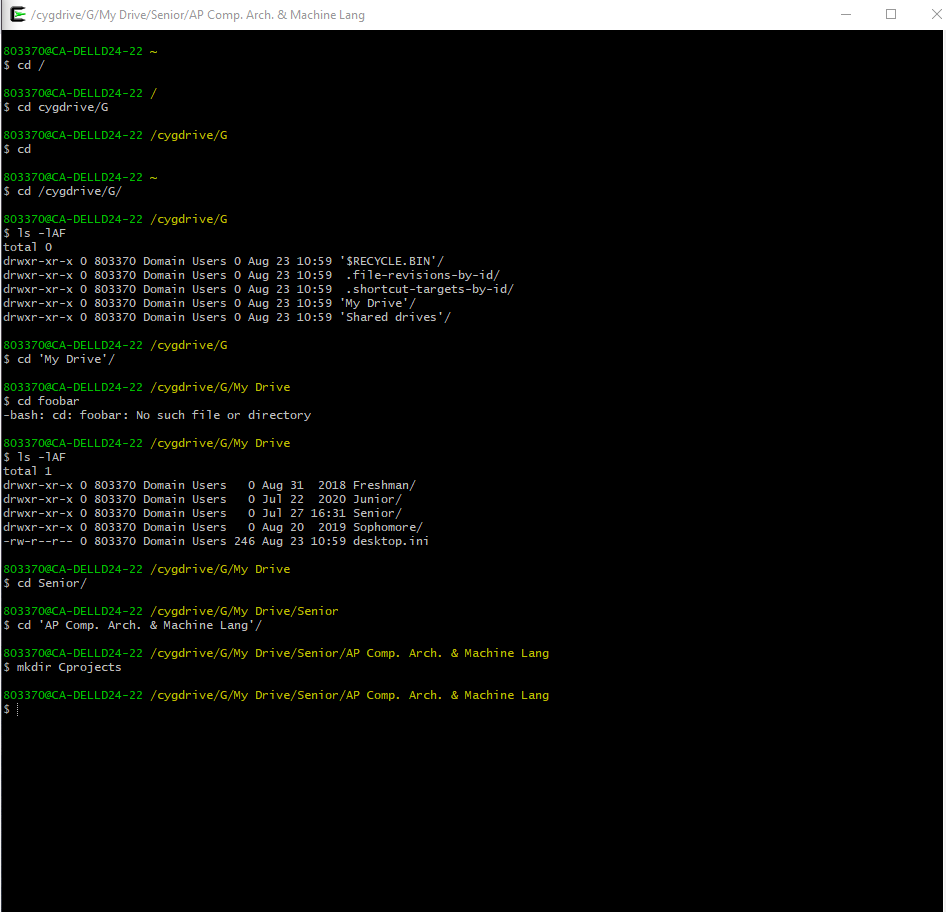 /cygdrive/G/My Drive/Senior/AP Comp. Arch. & Machine Lang
803370@CA-DELLD24-22 ~
$ cd /
803370@CA-DELLD24-22 /
$ cd cygdrive/G
803370@CA-DELLD24-22 /cygdrive/G
$ cd
803370@CA-DELLD24-22 ~
$ cd /cygdrive/G/
803370@CA-DELLD24-22 /cygdrive/G
$ ls -lAF
total 0
drwxr-xr-x 0 803370 Domain Users 0 Aug 23 10:59 '$RECYCLE.BIN'/
drwxr-xr-x 0 803370 Domain Users 0 Aug 23 10:59  .file-revisions-by-id/
drwxr-xr-x 0 803370 Domain Users 0 Aug 23 10:59  .shortcut-targets-by-id/
drwxr-xr-x 0 803370 Domain Users 0 Aug 23 10:59 'My Drive'/
drwxr-xr-x 0 803370 Domain Users 0 Aug 23 10:59 'Shared drives'/
803370@CA-DELLD24-22 /cygdrive/G
$ cd 'My Drive'/
803370@CA-DELLD24-22 /cygdrive/G/My Drive
$ cd foobar
-bash: cd: foobar: No such file or directory
803370@CA-DELLD24-22 /cygdrive/G/My Drive
$ ls -lAF
total 1
drwxr-xr-x 0 803370 Domain Users   0 Aug 31  2018 Freshman/
drwxr-xr-x 0 803370 Domain Users   0 Jul 22  2020 Junior/
drwxr-xr-x 0 803370 Domain Users   0 Jul 27 16:31 Senior/
drwxr-xr-x 0 803370 Domain Users   0 Aug 20  2019 Sophomore/
-rw-r--r-- 0 803370 Domain Users 246 Aug 23 10:59 desktop.ini
803370@CA-DELLD24-22 /cygdrive/G/My Drive
$ cd Senior/
803370@CA-DELLD24-22 /cygdrive/G/My Drive/Senior
$ cd 'AP Comp. Arch. & Machine Lang'/
803370@CA-DELLD24-22 /cygdrive/G/My Drive/Senior/AP Comp. Arch. & Machine Lang
$ mkdir Cprojects
803370@CA-DELLD24-22 /cygdrive/G/My Drive/Senior/AP Comp. Arch. & Machine Lang
$